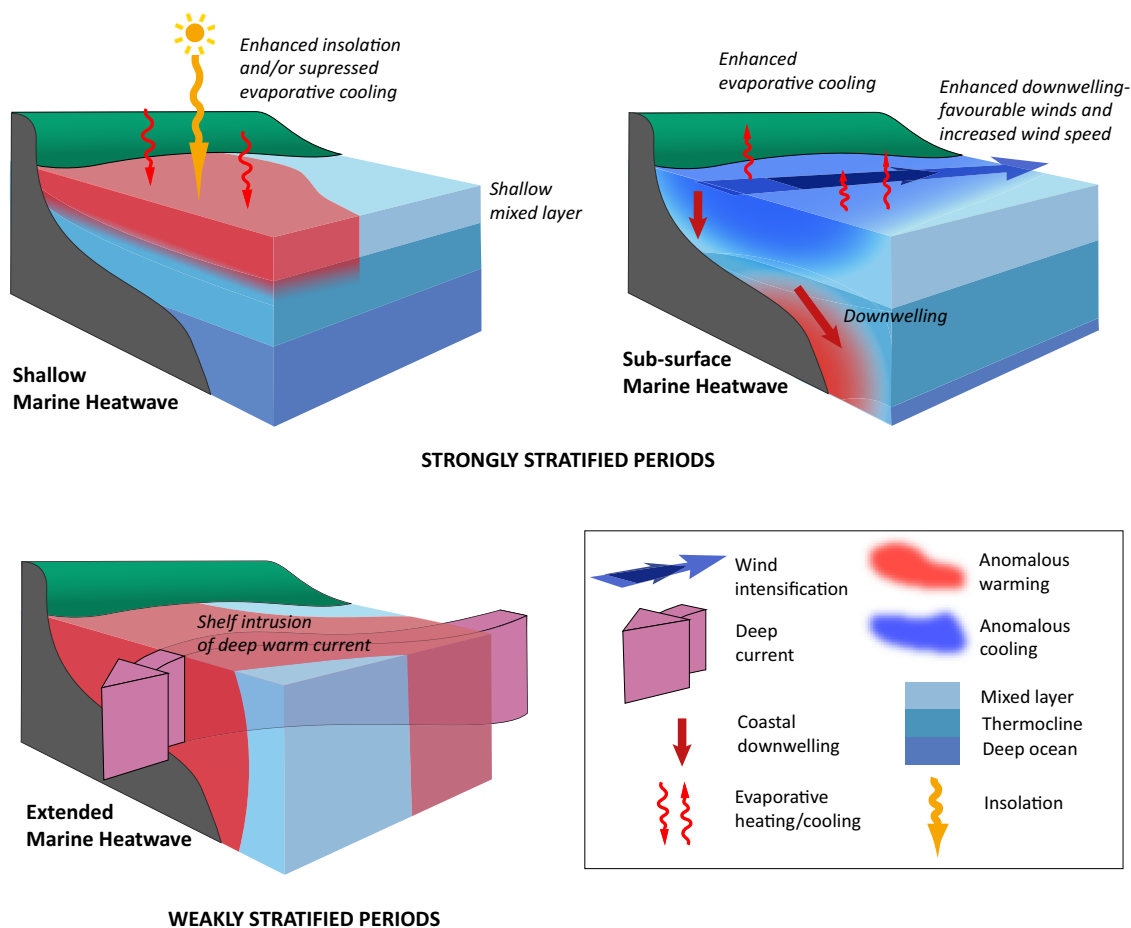 Enhanced insolation
and/or supressed
evaporative cooling
Shallow
mixed layer
Shallow
Marine Heatwave
Enhanced
evaporative cooling
Enhanced downwelling-
favourable winds and
increased wind speed
Downwelling
Sub-surface
Marine Heatwave
STRONGLY STRATIFIED PERIODS
Shelf intrusion
of deep warm current
Extended
Marine Heatwave
WEAKLY STRATIFIED PERIODS
Wind
intensification
Deep
current
Coastal
downwelling
Evaporative
heating/cooling
Anomalous
warming
Anomalous
cooling
Mixed layer
Thermocline
Deep ocean
Insolation